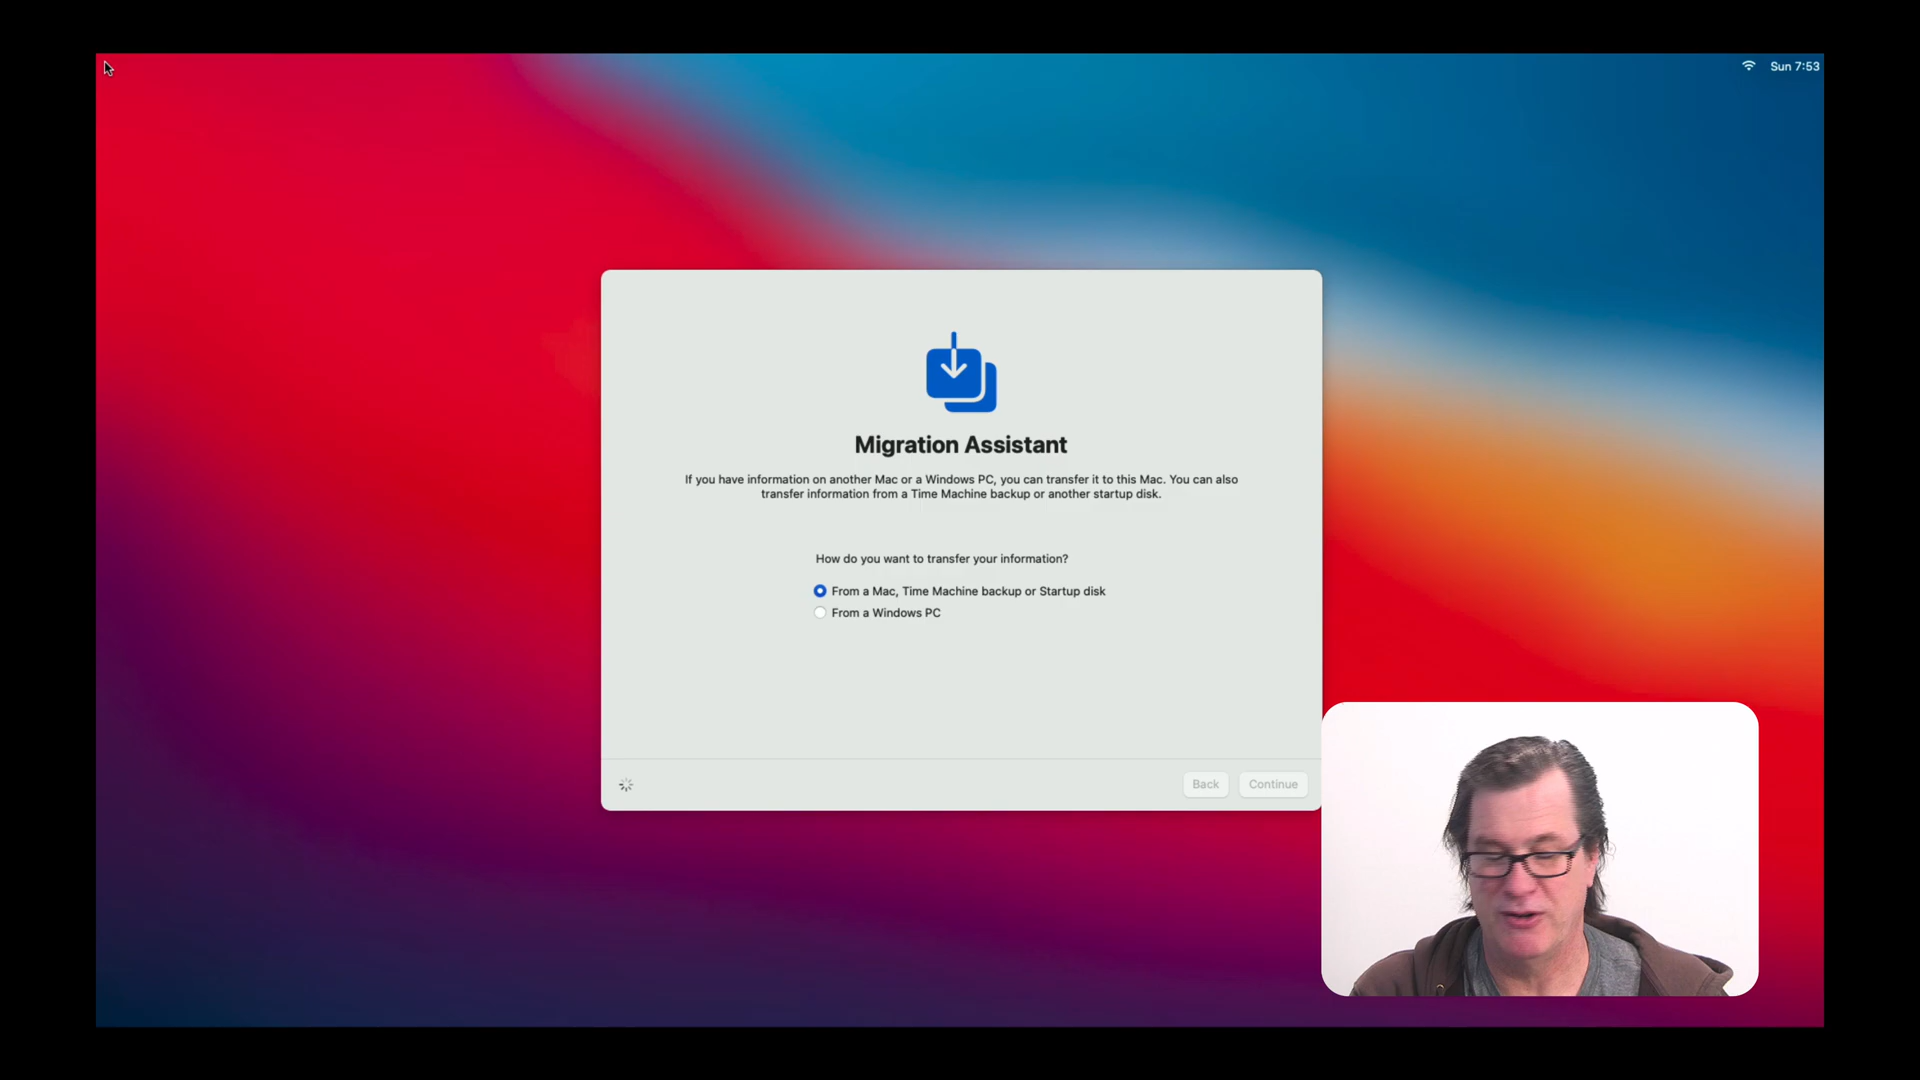 Sun 7:53
Migration Assistant
If you have information on another Mac or a Windows PC, you can transfer it to this Mac. You can also
transfer information from a Time Machine backup or another startup disk.
How do you want to transfer your information?
From a Mac, Time Machine backup or Startup disk
From a Windows PC
Back
Continue